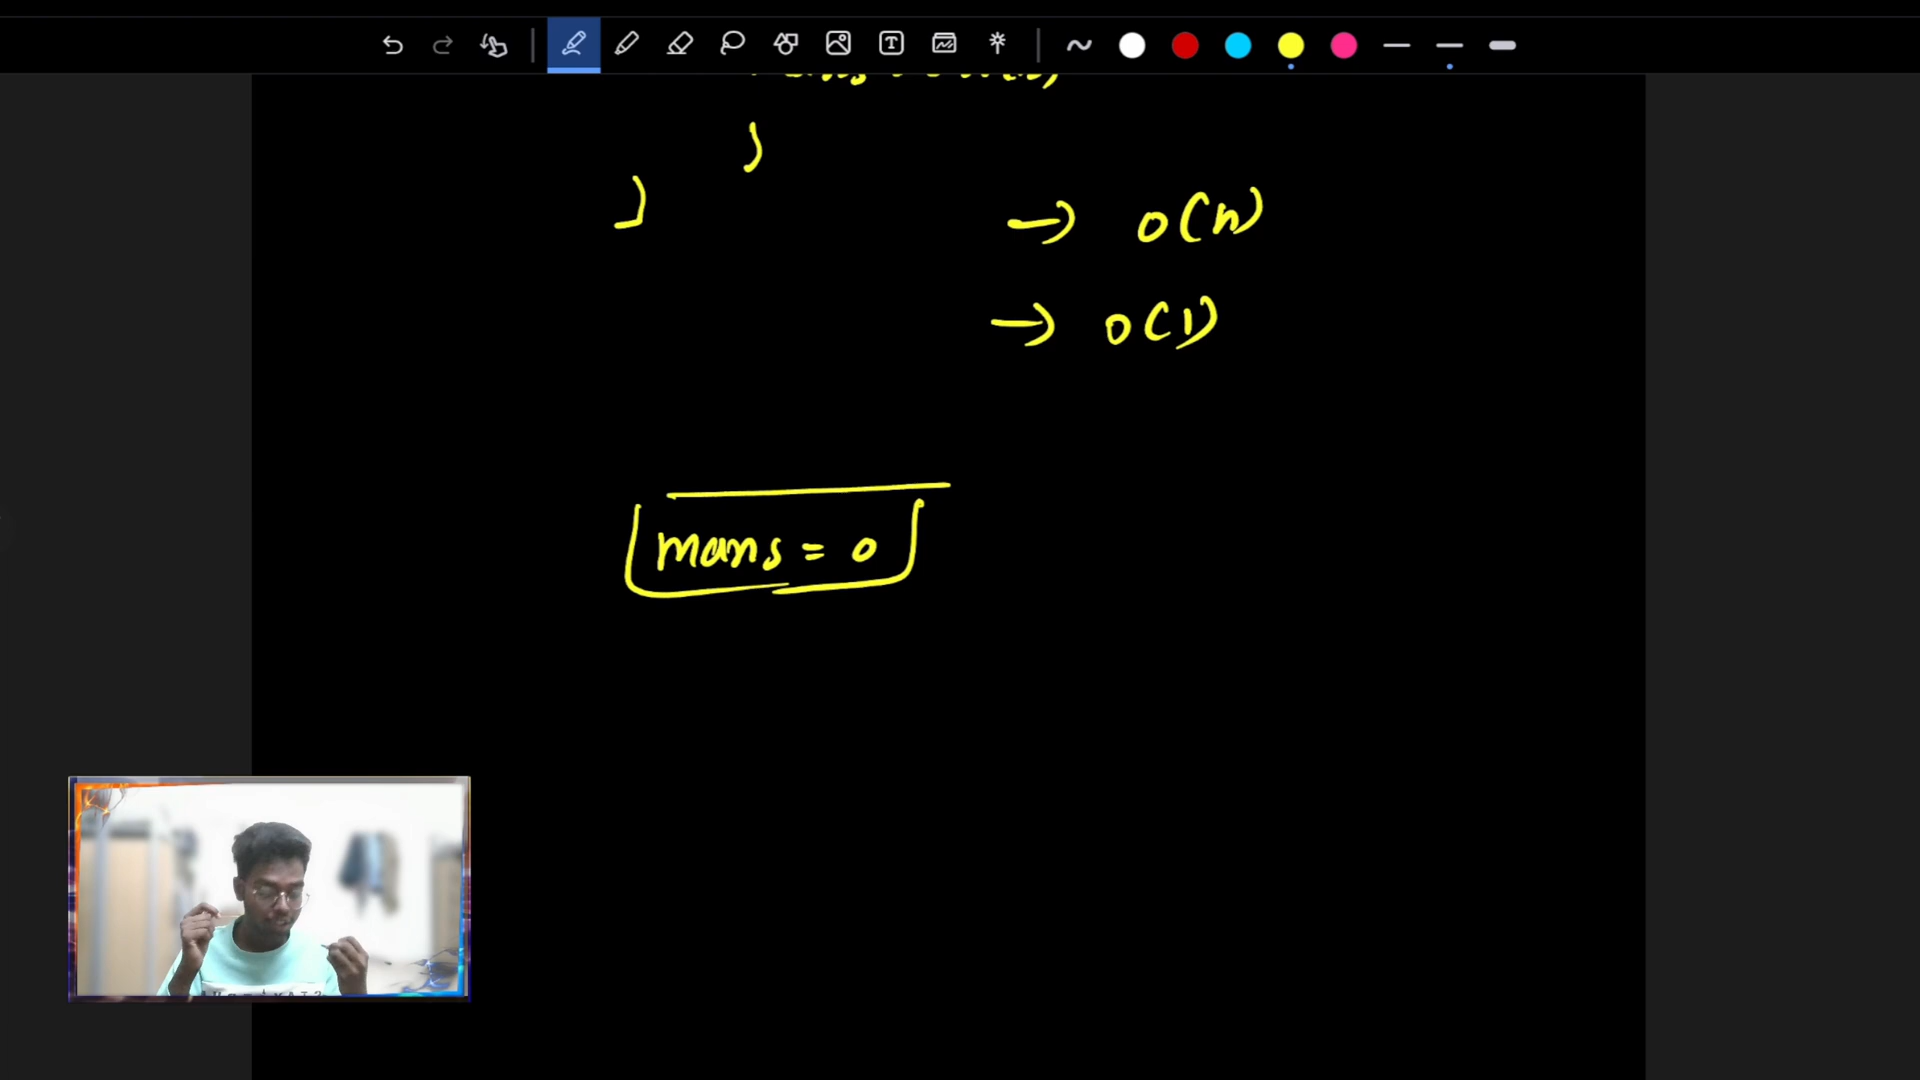 }
}
→ O(n)
→ O(1)
mans = 0